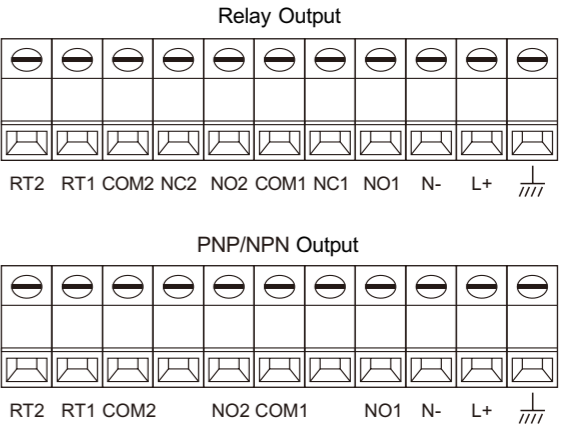 Relay Output
RT2 RT1 COM2 NC2 NO2 COM1 NC1 NO1 N- L+
PNP/NPN Output
RT2 RT1 COM2 NO2 COM1 NO1 N- L+